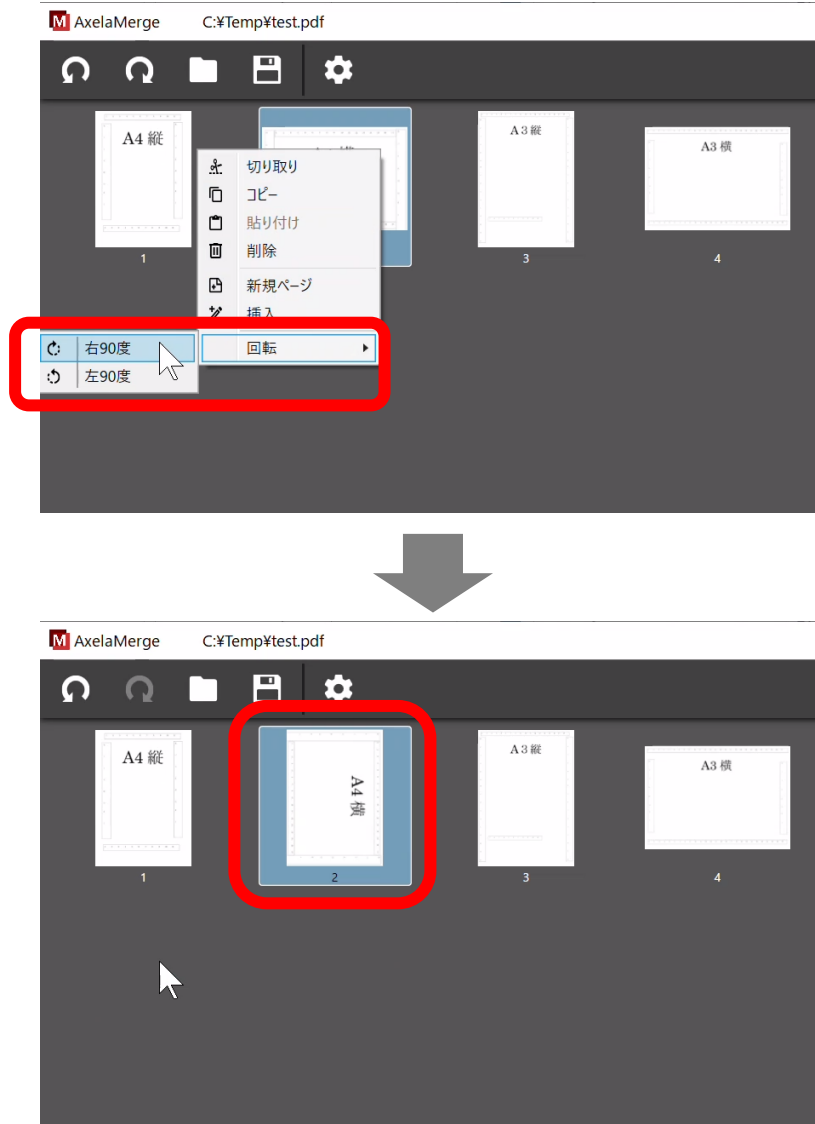 M AxelaMerge C:¥Temp¥test.pdf
A4 縦
A3 縦
A3 横
切り取り
コピー
貼り付け
削除
新規ページ
挿入
回転
右90度
左90度
1
3
4
M AxelaMerge C:¥Temp¥test.pdf
A4 縦
A4 横
A3 縦
A3 横
1
2
3
4